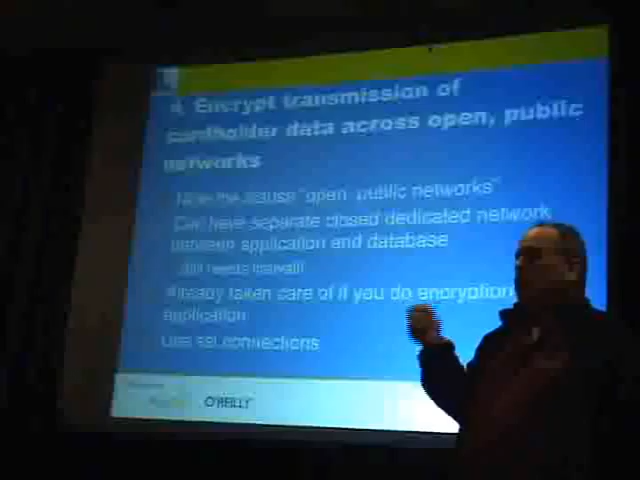 4. Encrypt transmission of
cardholder data across open, public
networks
Note the clause "open, public networks"
Can have separate closed dedicated network
between application and database
Still needs firewall
Already taken care of if you do encryption
application
Use ssl connections
O'REILLY